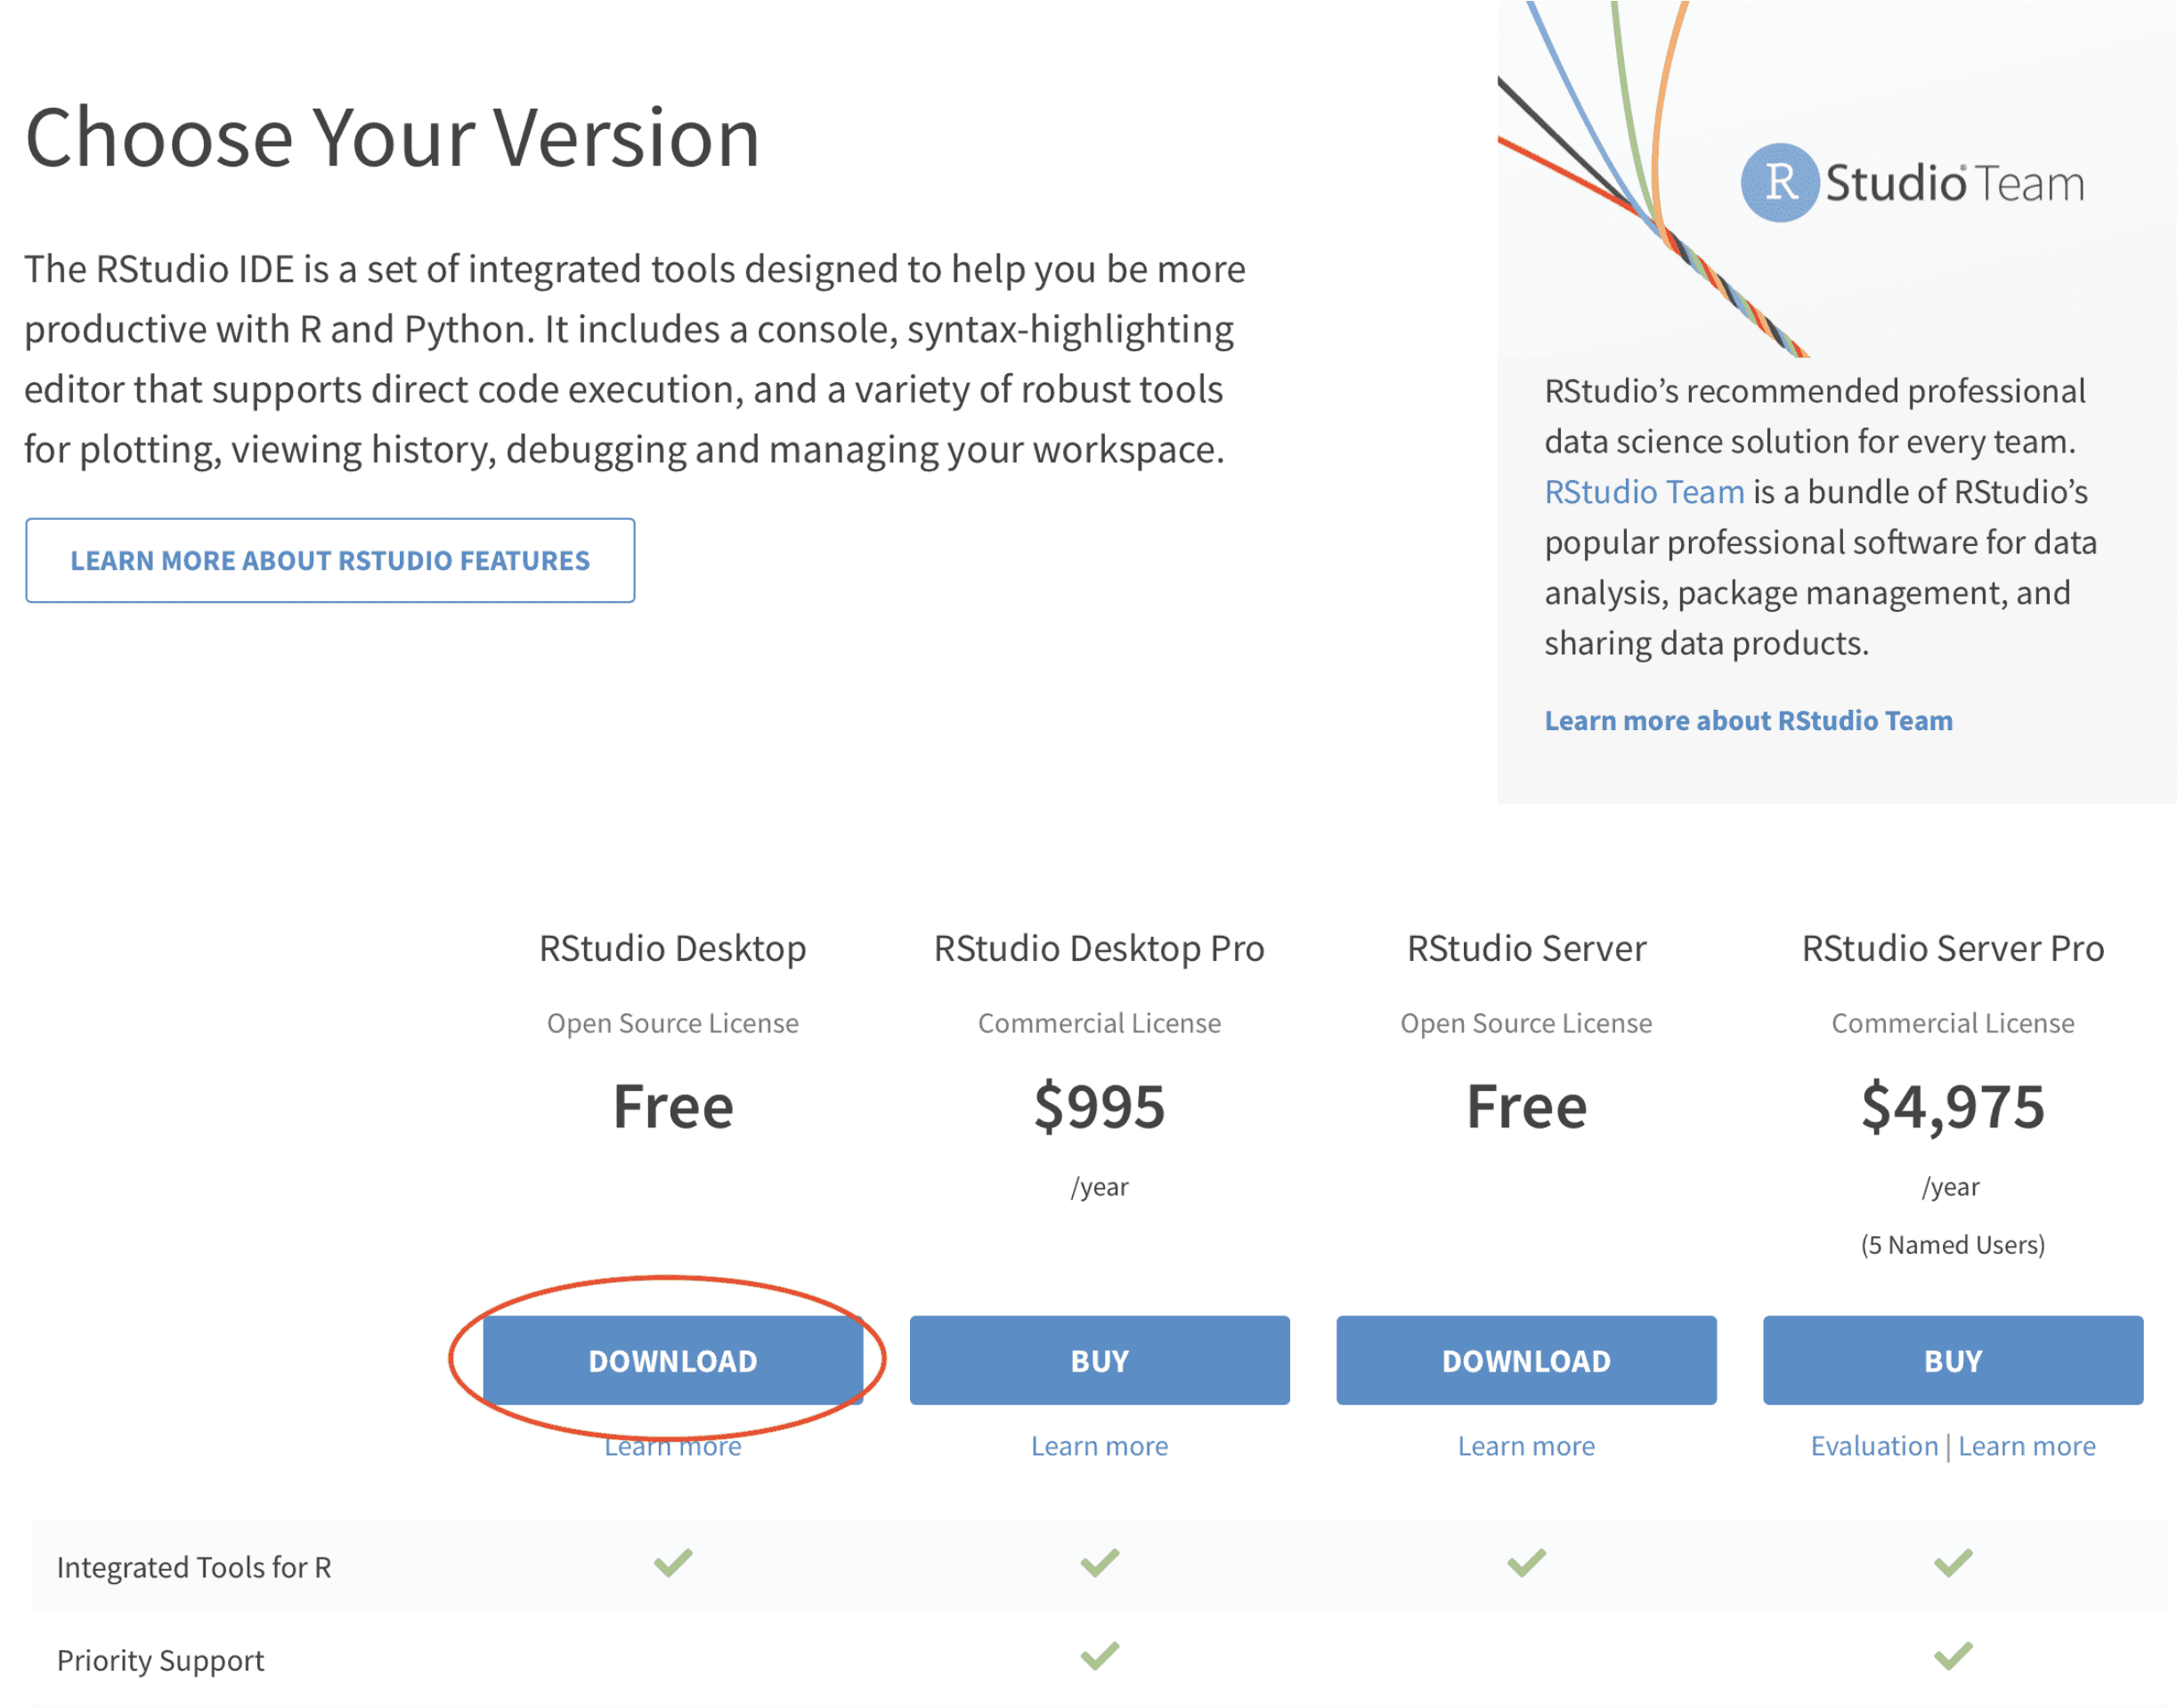 Choose Your Version
The RStudio IDE is a set of integrated tools designed to help you be more
productive with R and Python. It includes a console, syntax-highlighting
editor that supports direct code execution, and a variety of robust tools
for plotting, viewing history, debugging and managing your workspace.
LEARN MORE ABOUT RSTUDIO FEATURES
R Studio® Team
RStudio’s recommended professional
data science solution for every team.
RStudio Team is a bundle of RStudio’s
popular professional software for data
analysis, package management, and
sharing data products.
Learn more about RStudio Team
RStudio Desktop RStudio Desktop Pro RStudio Server RStudio Server Pro
Open Source License Commercial License Open Source License Commercial License
Free $995 Free $4,975
/year /year
(5 Named Users)
DOWNLOAD BUY DOWNLOAD BUY
Learn more Learn more Learn more Evaluation | Learn more
Integrated Tools for R
Priority Support